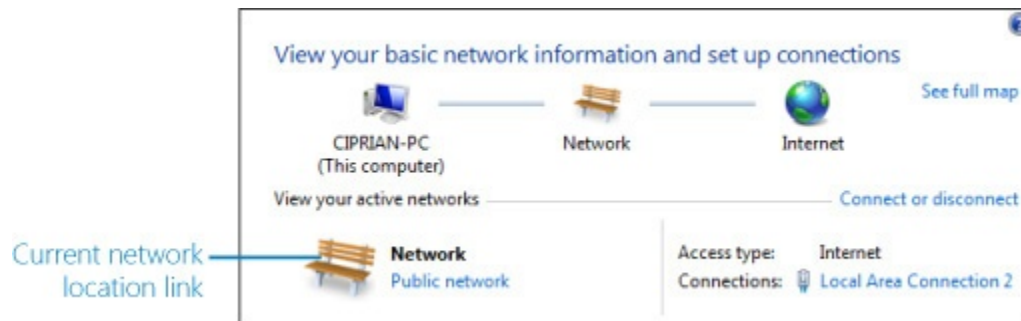 View your basic network information and set up connections
See full map
CIPRIAN-PC
(This computer)
Network
Internet
View your active networks
Connect or disconnect
Current network
location link
Network
Public network
Access type: Internet
Connections: Local Area Connection 2